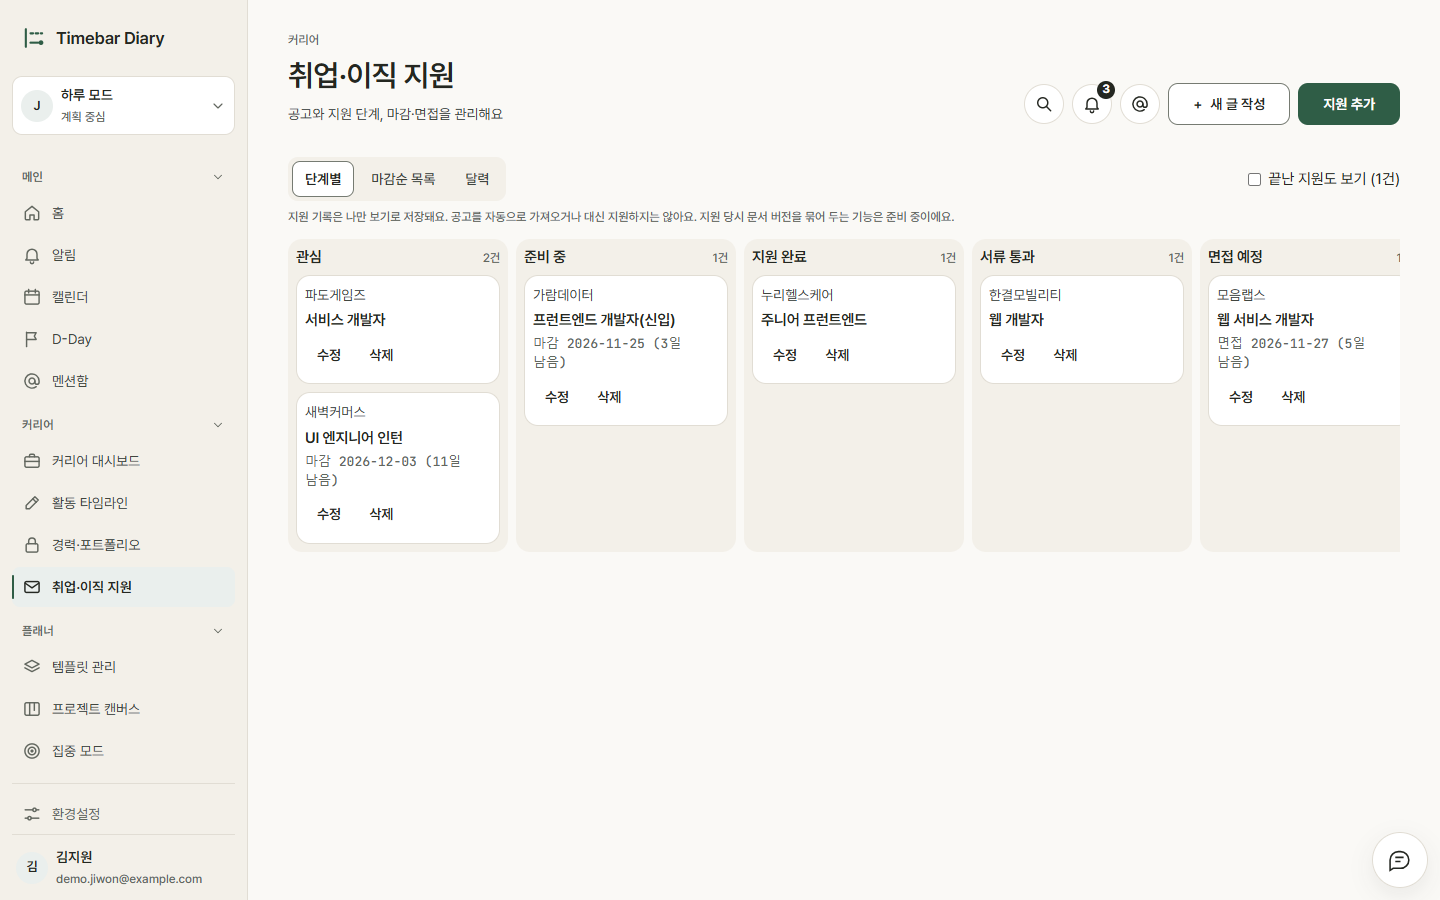 Timebar Diary
J
하루 모드
계획 중심
메인
홈
알림
캘린더
D-Day
멘션함
커리어
커리어 대시보드
활동 타임라인
경력·포트폴리오
취업·이직 지원
플래너
템플릿 관리
프로젝트 캔버스
집중 모드
환경설정
김
김지원
demo.jiwon@example.com
커리어
취업·이직 지원
공고와 지원 단계, 마감·면접을 관리해요
3
+ 새 글 작성
지원 추가
단계별
마감순 목록
달력
끝난 지원도 보기 (1건)
지원 기록은 나만 보기로 저장돼요. 공고를 자동으로 가져오거나 대신 지원하지는 않아요. 지원 당시 문서 버전을 묶어 두는 기능은 준비 중이에요.
관심 2건
파도게임즈
서비스 개발자
수정 삭제
새벽커머스
UI 엔지니어 인턴
마감 2026-12-03 (11일
남음)
수정 삭제
준비 중 1건
가람데이터
프런트엔드 개발자(신입)
마감 2026-11-25 (3일
남음)
수정 삭제
지원 완료 1건
누리헬스케어
주니어 프런트엔드
수정 삭제
서류 통과 1건
한결모빌리티
웹 개발자
수정 삭제
면접 예정 1
모음랩스
웹 서비스 개발자
면접 2026-11-27 (5일
남음)
수정 삭제